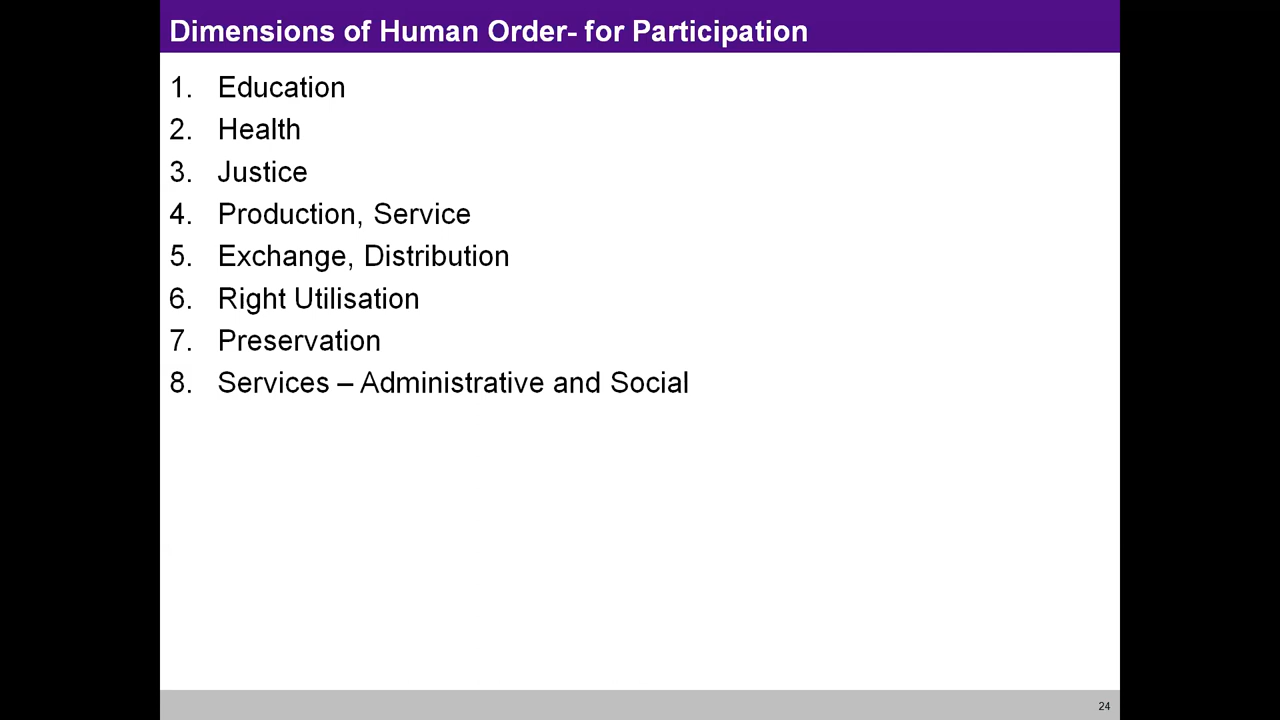 Dimensions of Human Order- for Participation
1. Education
2. Health
3. Justice
4. Production, Service
5. Exchange, Distribution
6. Right Utilisation
7. Preservation
8. Services – Administrative and Social
24